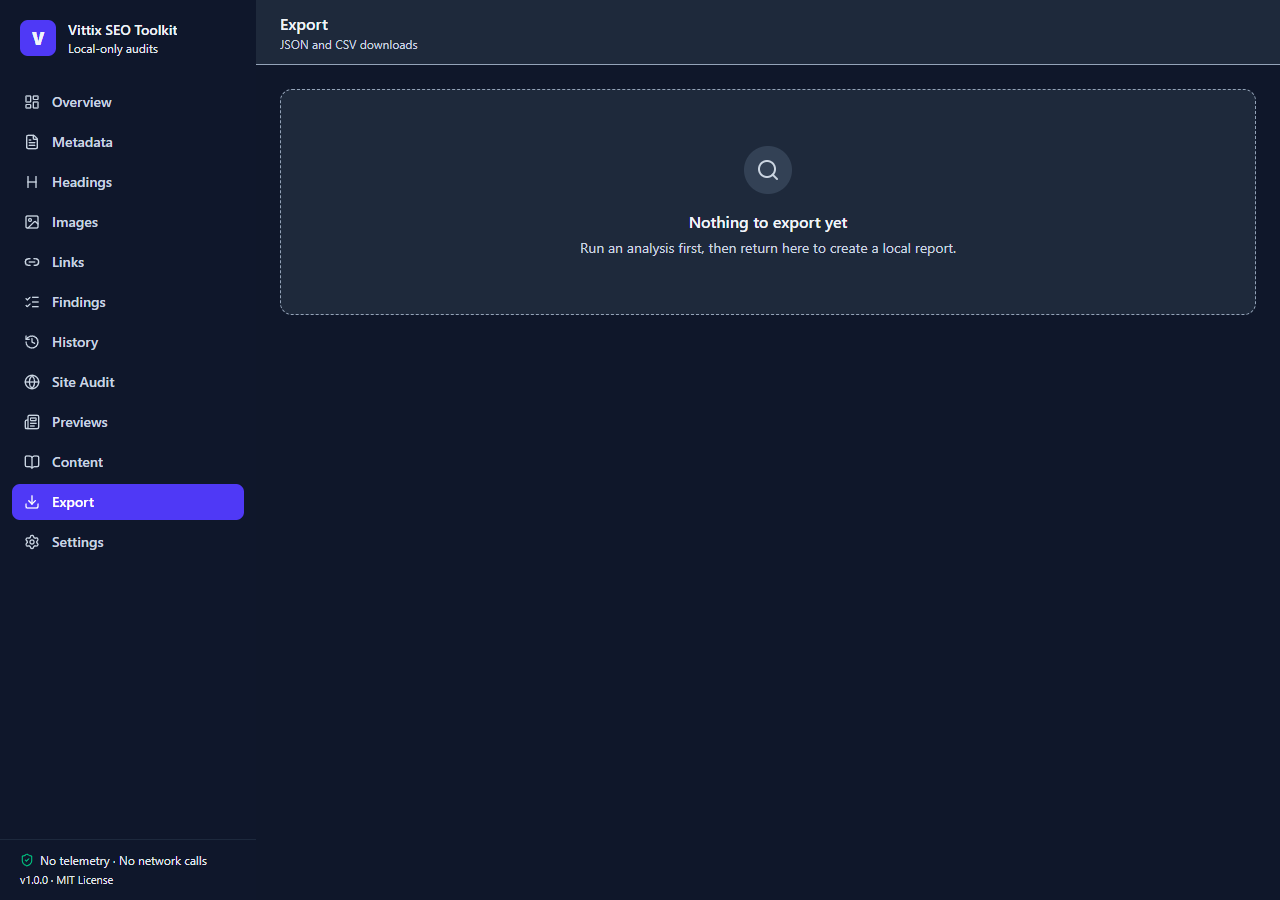 V
Vittix SEO Toolkit
Local-only audits
Overview
Metadata
Headings
Images
Links
Findings
History
Site Audit
Previews
Content
Export
Settings
No telemetry · No network calls
v1.0.0 · MIT License
Export
JSON and CSV downloads
Nothing to export yet
Run an analysis first, then return here to create a local report.